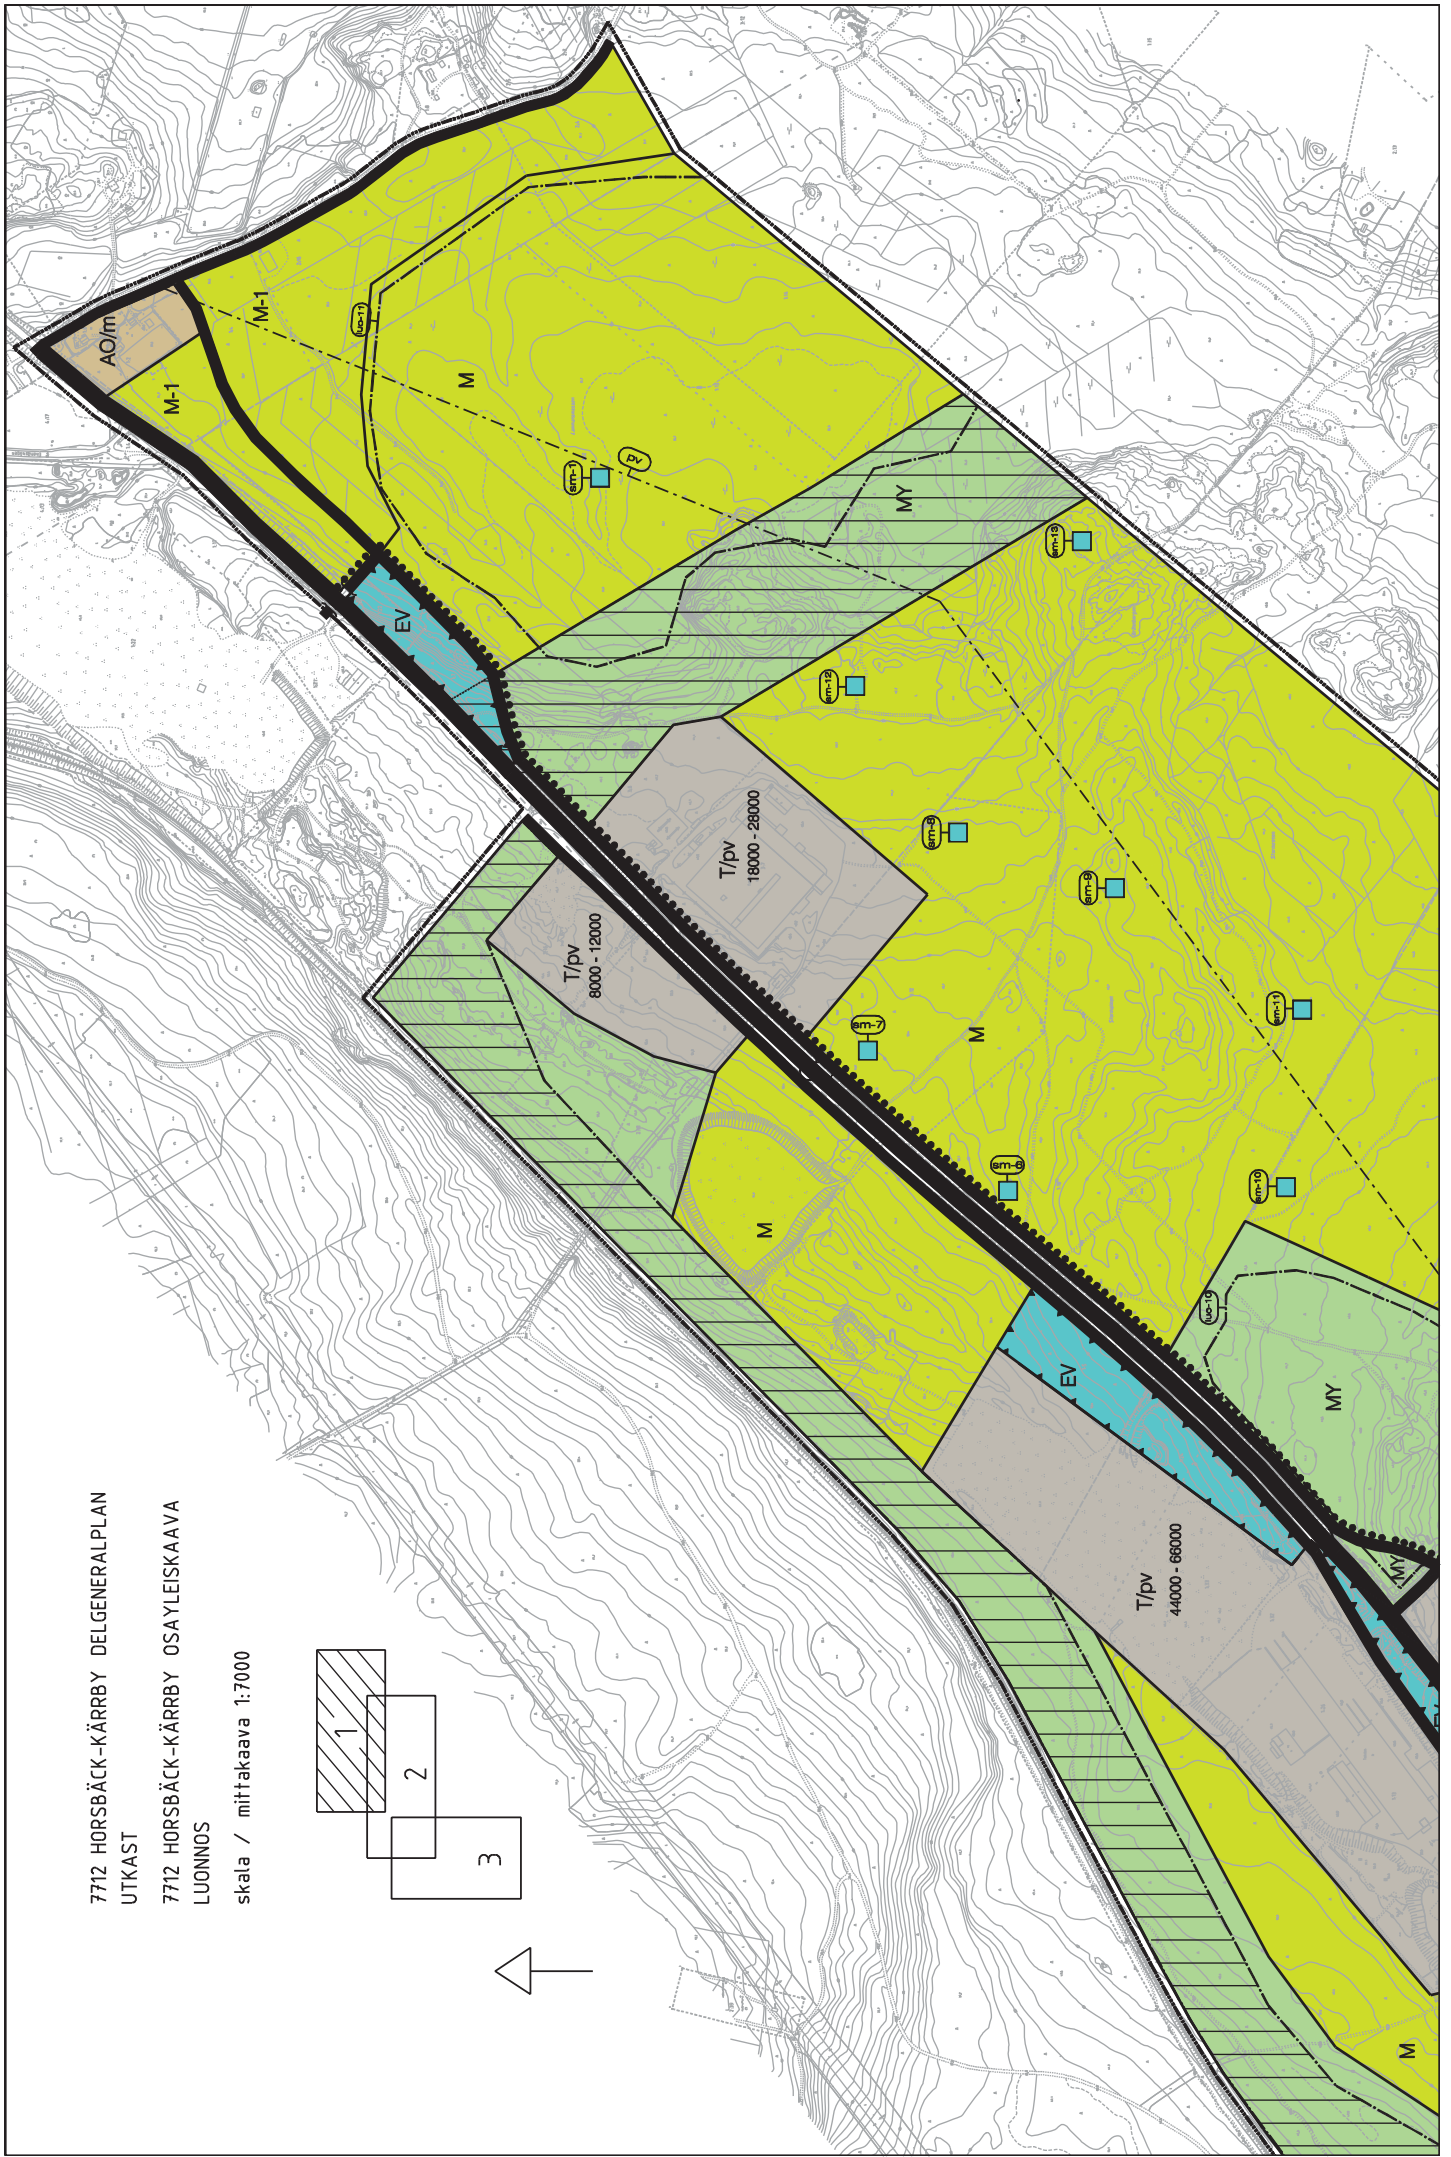 7712 HORSBÄCK-KÄRRBY DELGENERALPLAN
UTKAST
7712 HORSBÄCK-KÄRRBY OSAYLEISKAAVA
LUONNOS
skala / mittakaava 1:7000
1
2
3
AO/m
M-1
M-1
luo-11
M
sm-1
pv
EV
MY
sm-13
sm-12
T/pv
18000 - 28000
T/pv
8000 - 12000
sm-8
sm-9
sm-7
M
sm-11
sm-6
sm-10
M
luo-10
EV
MY
MY
T/pv
44000 - 66000
M